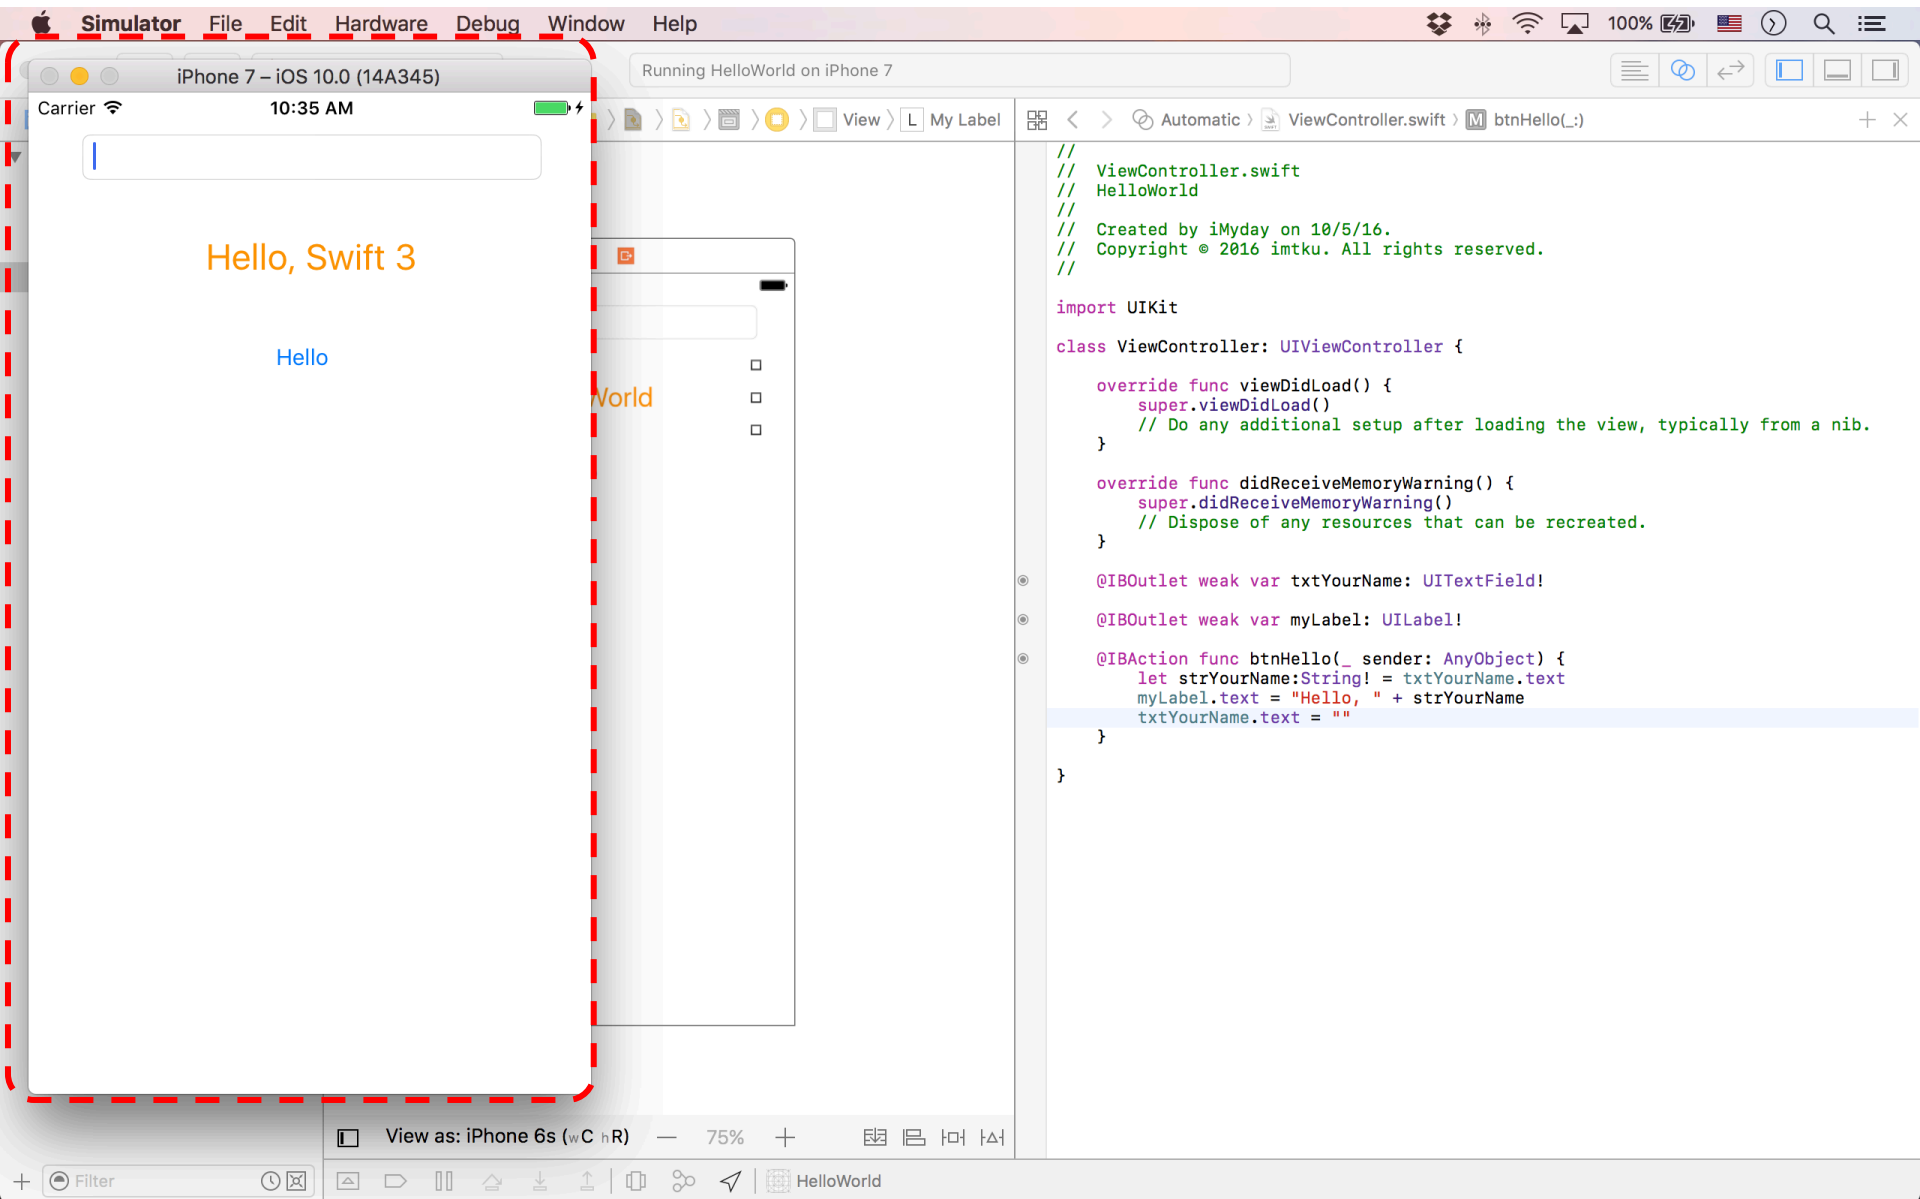 Simulator File Edit Hardware Debug Window Help 100%
iPhone 7 – iOS 10.0 (14A345)
Running HelloWorld on iPhone 7
Carrier 10:35 AM
View L My Label
Automatic ViewController.swift M btnHello(_:)
Hello, Swift 3
Hello
World
//
// ViewController.swift
// HelloWorld
//
// Created by iMyday on 10/5/16.
// Copyright © 2016 imtku. All rights reserved.
//
import UIKit
class ViewController: UIViewController {
override func viewDidLoad() {
super.viewDidLoad()
// Do any additional setup after loading the view, typically from a nib.
}
override func didReceiveMemoryWarning() {
super.didReceiveMemoryWarning()
// Dispose of any resources that can be recreated.
}
@IBOutlet weak var txtYourName: UITextField!
@IBOutlet weak var myLabel: UILabel!
@IBAction func btnHello(_ sender: AnyObject) {
let strYourName:String! = txtYourName.text
myLabel.text = "Hello, " + strYourName
txtYourName.text = ""
}
}
View as: iPhone 6s (wC hR) — 75% +
Filter
HelloWorld